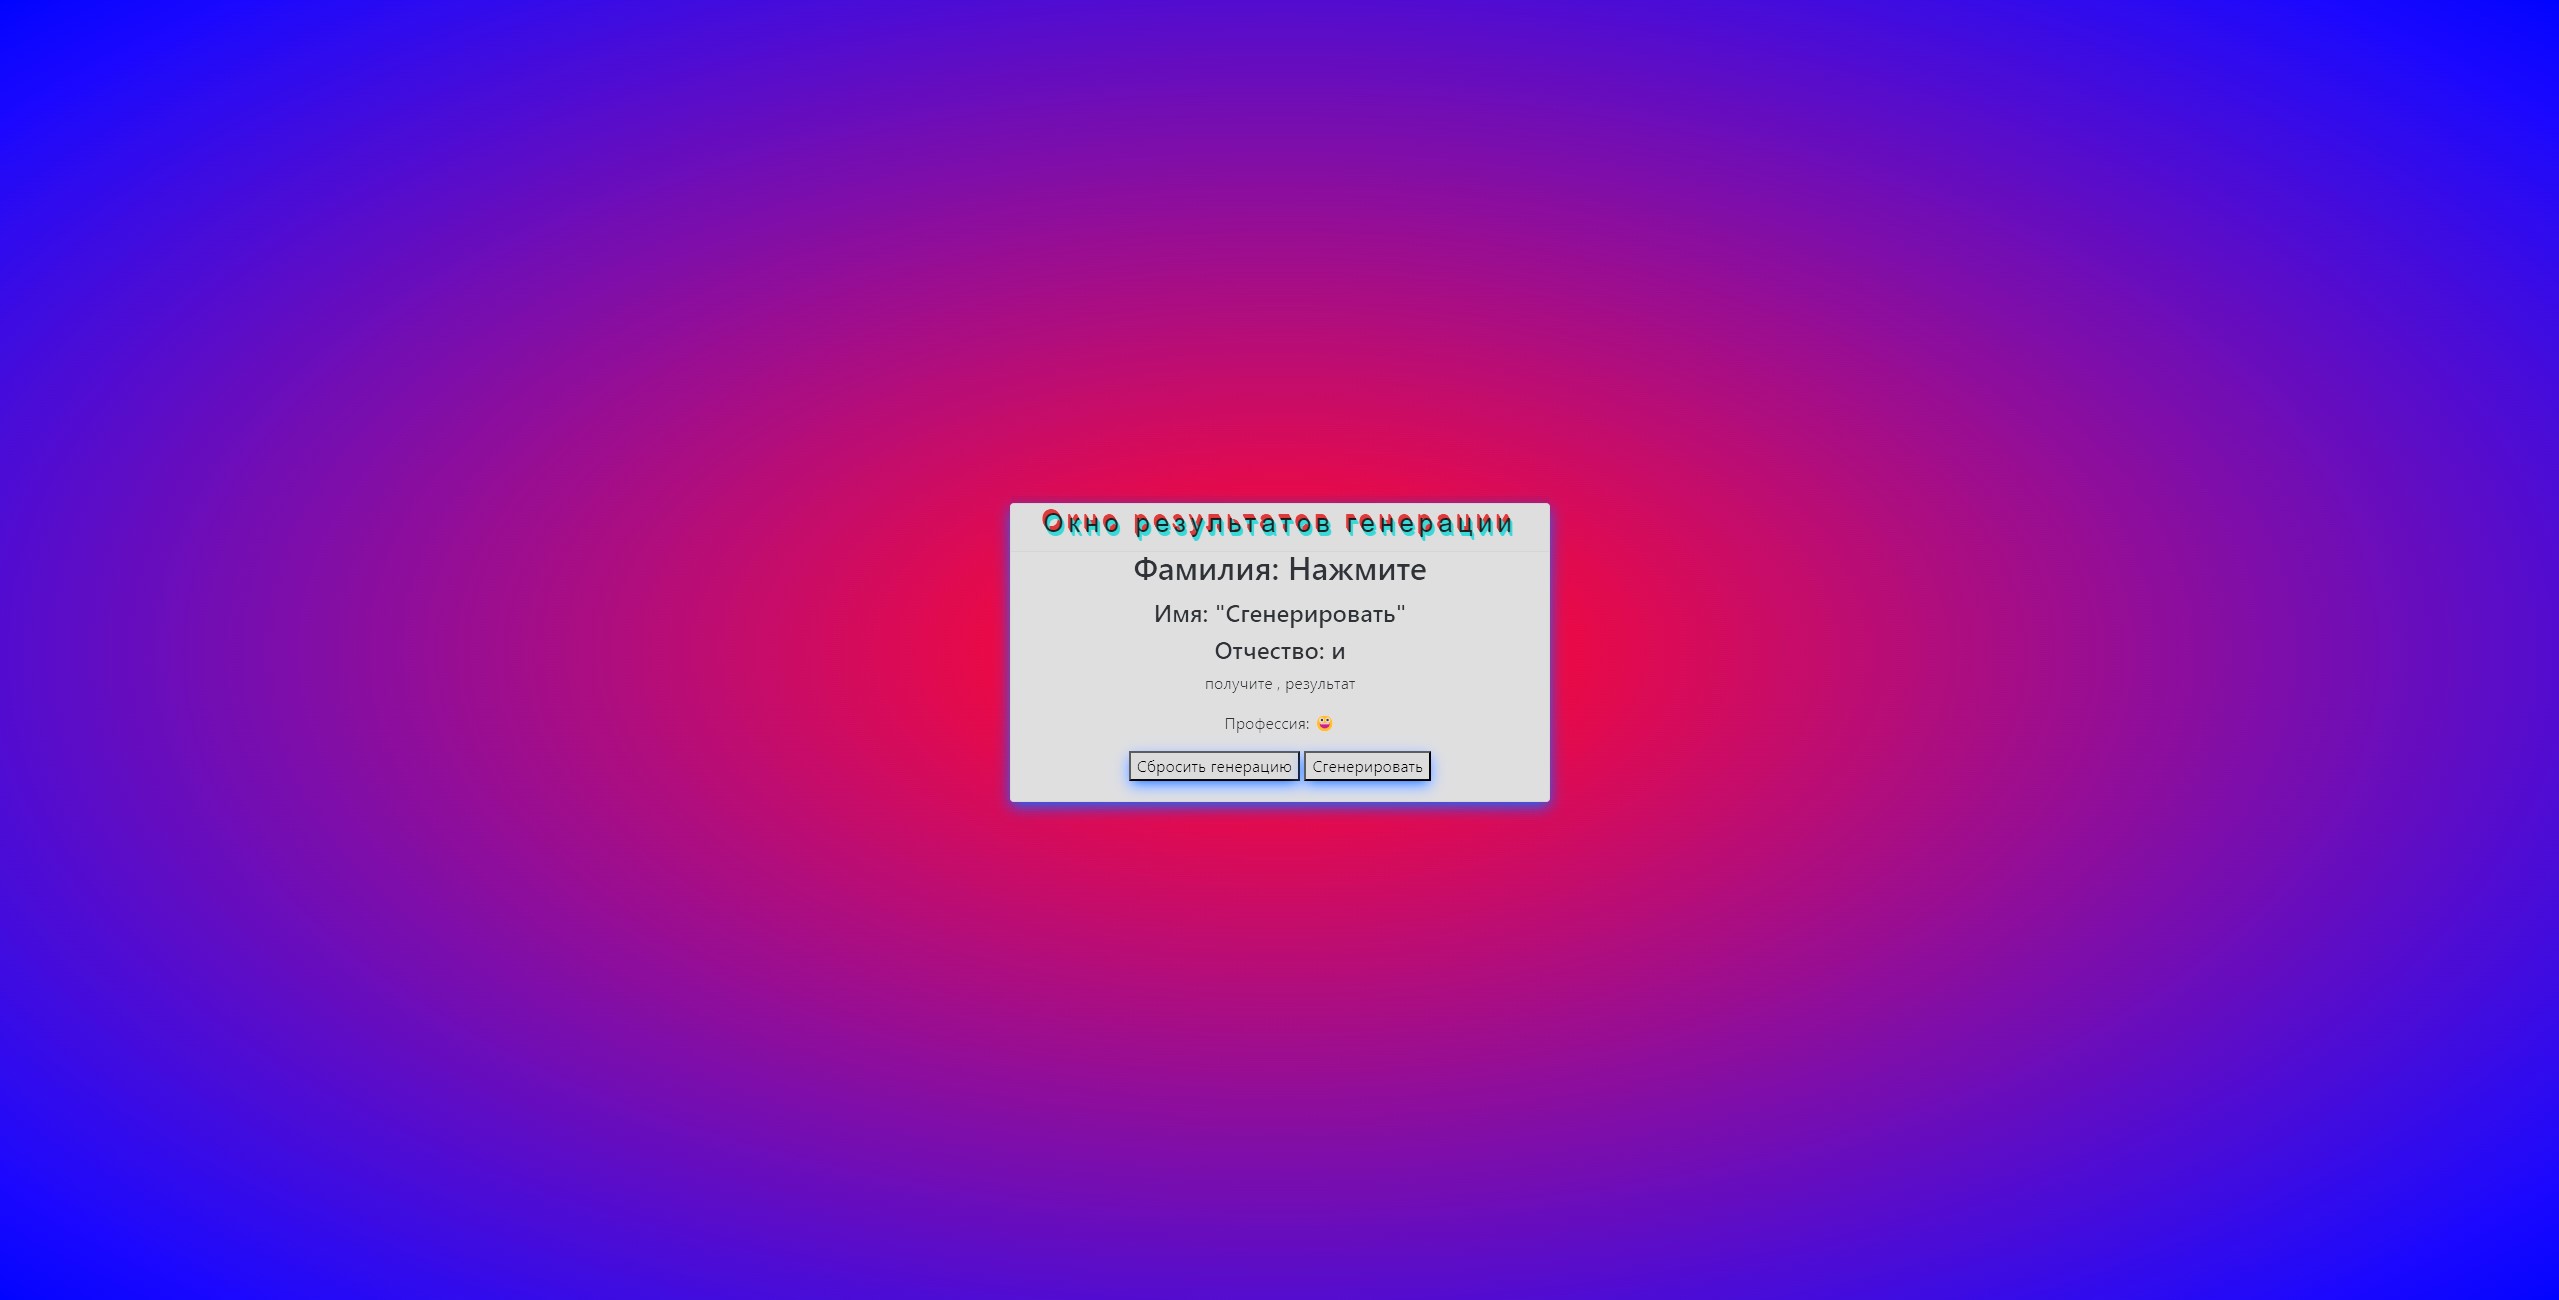 Окно результатов генерации
Фамилия: Нажмите
Имя: "Сгенерировать"
Отчество: и
получите , результат
Профессия: 😀
Сбросить генерацию Сгенерировать